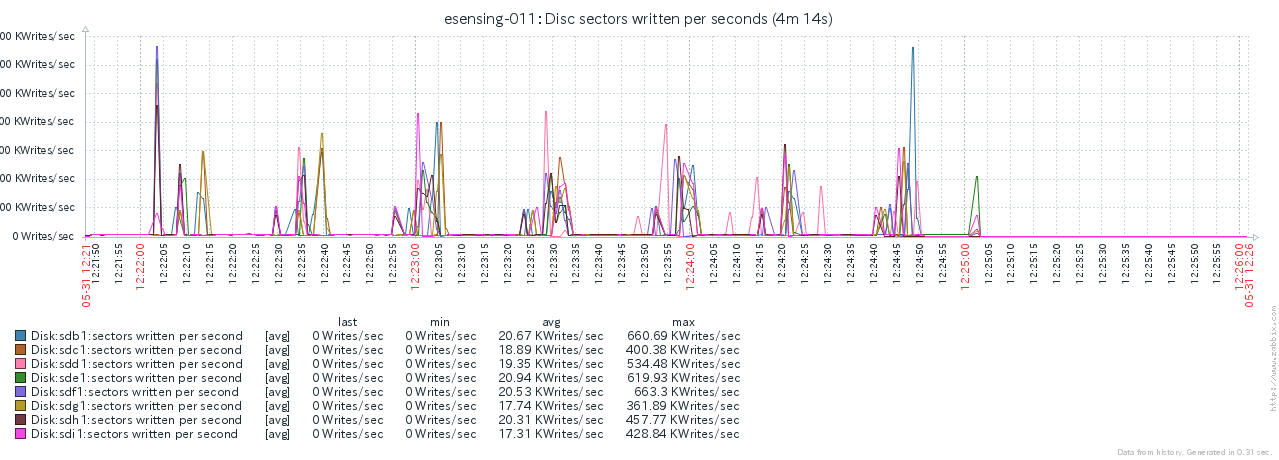 esensing-011: Disc sectors written per seconds (4m 14s)
00 KWrites/sec
00 KWrites/sec
00 KWrites/sec
00 KWrites/sec
00 KWrites/sec
00 KWrites/sec
00 KWrites/sec
0 Writes/sec
05-31 12:21
12:21:50
12:21:55
12:22:00
12:22:05
12:22:10
12:22:15
12:22:20
12:22:25
12:22:30
12:22:35
12:22:40
12:22:45
12:22:50
12:22:55
12:23:00
12:23:05
12:23:10
12:23:15
12:23:20
12:23:25
12:23:30
12:23:35
12:23:40
12:23:45
12:23:50
12:23:55
12:24:00
12:24:05
12:24:10
12:24:15
12:24:20
12:24:25
12:24:30
12:24:35
12:24:40
12:24:45
12:24:50
12:24:55
12:25:00
12:25:05
12:25:10
12:25:15
12:25:20
12:25:25
12:25:30
12:25:35
12:25:40
12:25:45
12:25:50
12:25:55
12:26:00
05-31 12:26
last min avg max
Disk:sdb1:sectors written per second [avg] 0 Writes/sec 0 Writes/sec 20.67 KWrites/sec 660.69 KWrites/sec
Disk:sdc1:sectors written per second [avg] 0 Writes/sec 0 Writes/sec 18.89 KWrites/sec 400.38 KWrites/sec
Disk:sdd1:sectors written per second [avg] 0 Writes/sec 0 Writes/sec 19.35 KWrites/sec 534.48 KWrites/sec
Disk:sde1:sectors written per second [avg] 0 Writes/sec 0 Writes/sec 20.94 KWrites/sec 619.93 KWrites/sec
Disk:sdf1:sectors written per second [avg] 0 Writes/sec 0 Writes/sec 20.53 KWrites/sec 663.3 KWrites/sec
Disk:sdg1:sectors written per second [avg] 0 Writes/sec 0 Writes/sec 17.74 KWrites/sec 361.89 KWrites/sec
Disk:sdh1:sectors written per second [avg] 0 Writes/sec 0 Writes/sec 20.31 KWrites/sec 457.77 KWrites/sec
Disk:sdi1:sectors written per second [avg] 0 Writes/sec 0 Writes/sec 17.31 KWrites/sec 428.84 KWrites/sec
http://www.zabbix.com
Data from history. Generated in 0.31 sec.